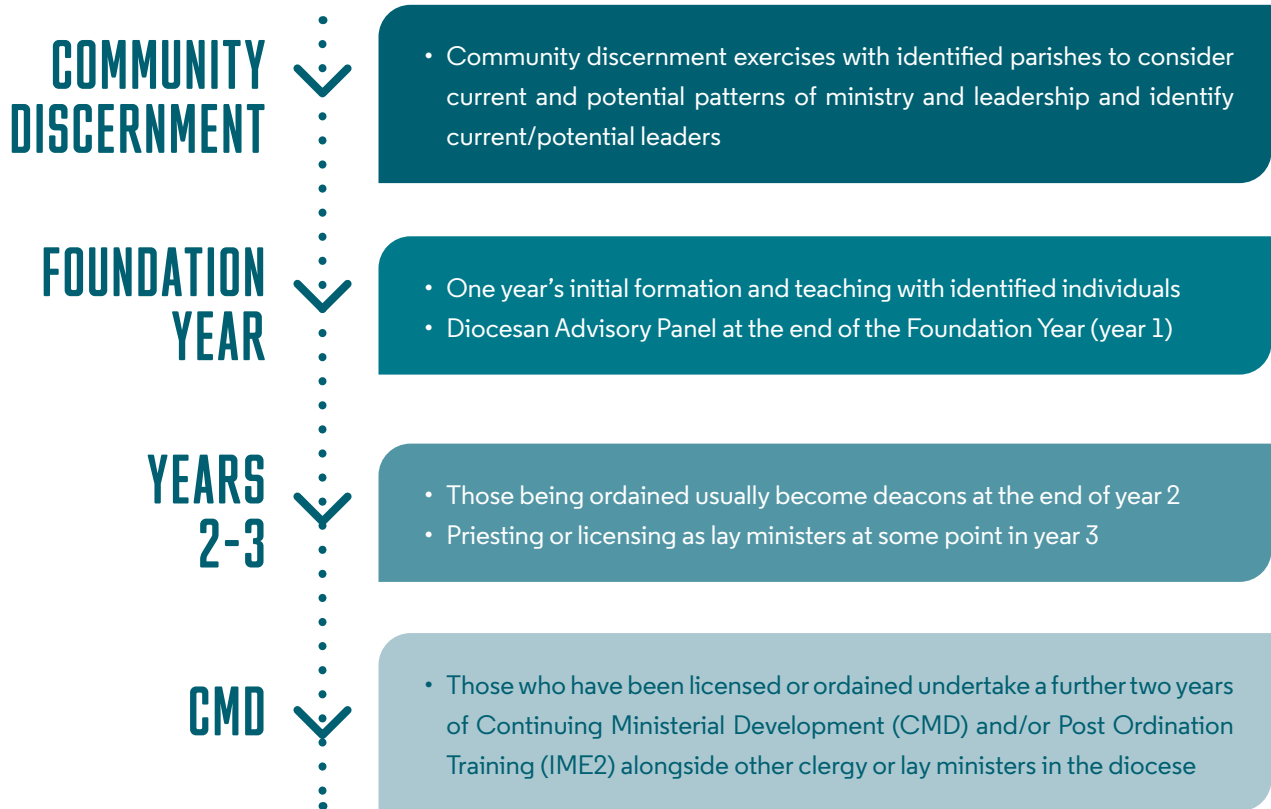 COMMUNITY
DISCERNMENT
• Community discernment exercises with identified parishes to consider
current and potential patterns of ministry and leadership and identify
current/potential leaders
FOUNDATION
YEAR
• One year’s initial formation and teaching with identified individuals
• Diocesan Advisory Panel at the end of the Foundation Year (year 1)
YEARS
2-3
• Those being ordained usually become deacons at the end of year 2
• Priesting or licensing as lay ministers at some point in year 3
CMD
• Those who have been licensed or ordained undertake a further two years
of Continuing Ministerial Development (CMD) and/or Post Ordination
Training (IME2) alongside other clergy or lay ministers in the diocese